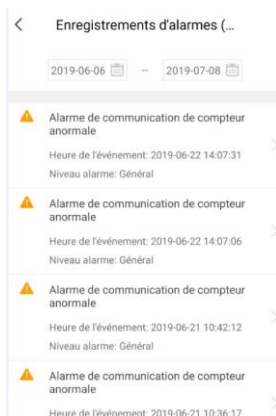 Enregistrements d'alarmes (...
2019-06-06 – 2019-07-08
Alarme de communication de compteur
anormale
Heure de l'événement: 2019-06-22 14:07:31
Niveau alarme: Général
Alarme de communication de compteur
anormale
Heure de l'événement: 2019-06-22 14:07:06
Niveau alarme: Général
Alarme de communication de compteur
anormale
Heure de l'événement: 2019-06-21 10:42:12
Niveau alarme: Général
Alarme de communication de compteur
anormale
Heure de l'événement: 2019-06-21 10:36:17